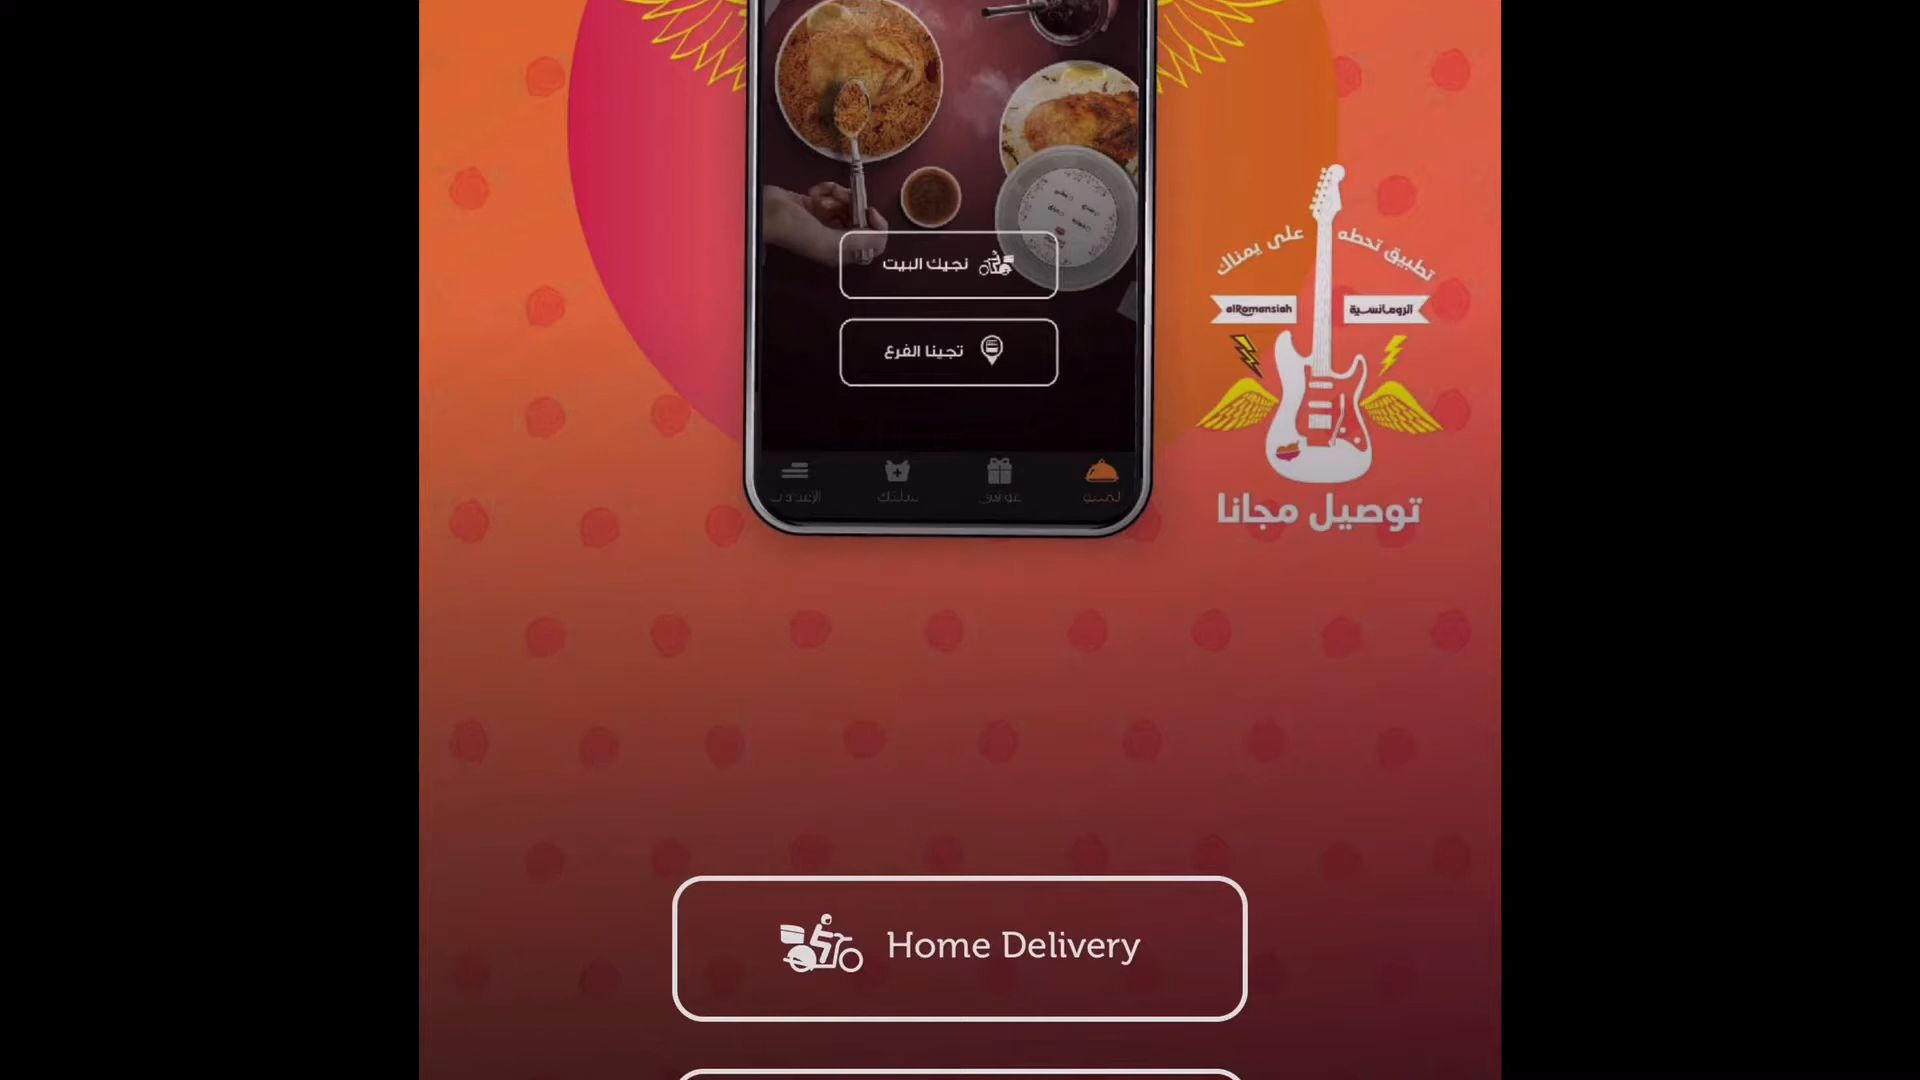 تطبيق تحطه على يمناك
alRomansiah الرومانسية
نجيك البيت
تجينا الفرع
توصيل مجانا
Home Delivery